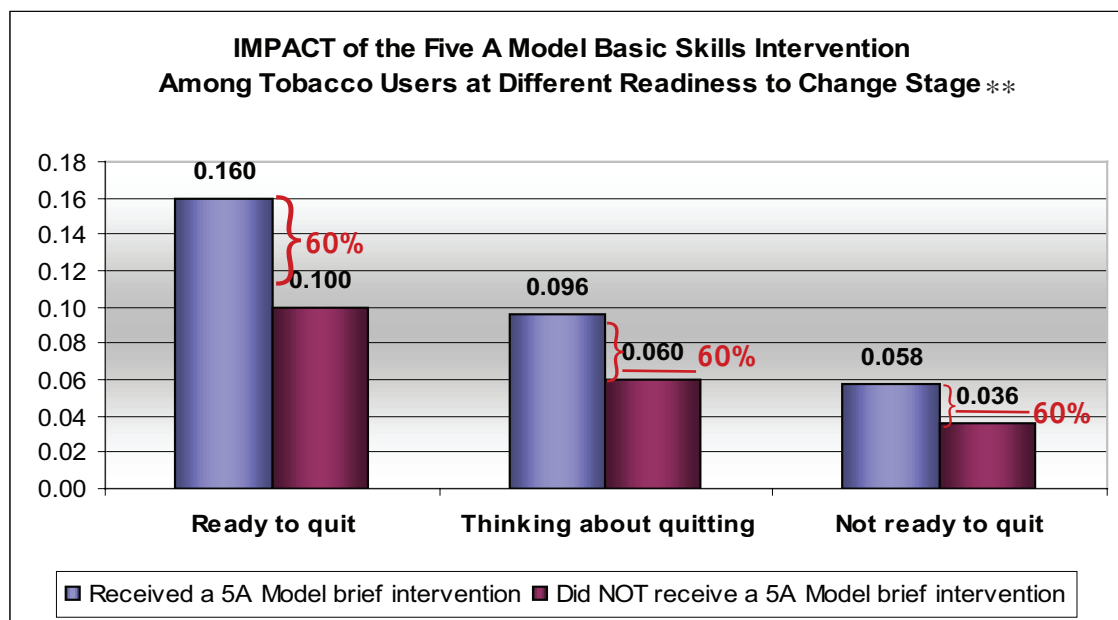 IMPACT of the Five A Model Basic Skills Intervention
Among Tobacco Users at Different Readiness to Change Stage **
0.18
0.16
0.14
0.12
0.10
0.08
0.06
0.04
0.02
0.00
0.160
60%
0.100
0.096
0.060
60%
0.058
0.036
60%
Ready to quit
Thinking about quitting
Not ready to quit
Received a 5A Model brief intervention
Did NOT receive a 5A Model brief intervention